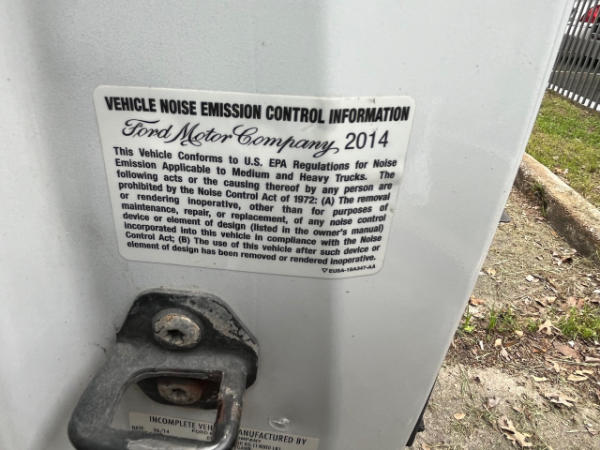 VEHICLE NOISE EMISSION CONTROL INFORMATION
Ford Motor Company 2014
This Vehicle Conforms to U.S. EPA Regulations for Noise
Emission Applicable to Medium and Heavy Trucks. The
following acts or the causing thereof by any person are
prohibited by the Noise Control Act of 1972: (A) The removal
or rendering inoperative, other than for purposes of
maintenance, repair, or replacement, of any noise control
device or element of design (listed in the owner's manual)
incorporated into this vehicle in compliance with the Noise
Control Act; (B) The use of this vehicle after such device or
element of design has been removed or rendered inoperative.
EU5A-19A347-AA
INCOMPLETE VEH MANUFACTURED BY